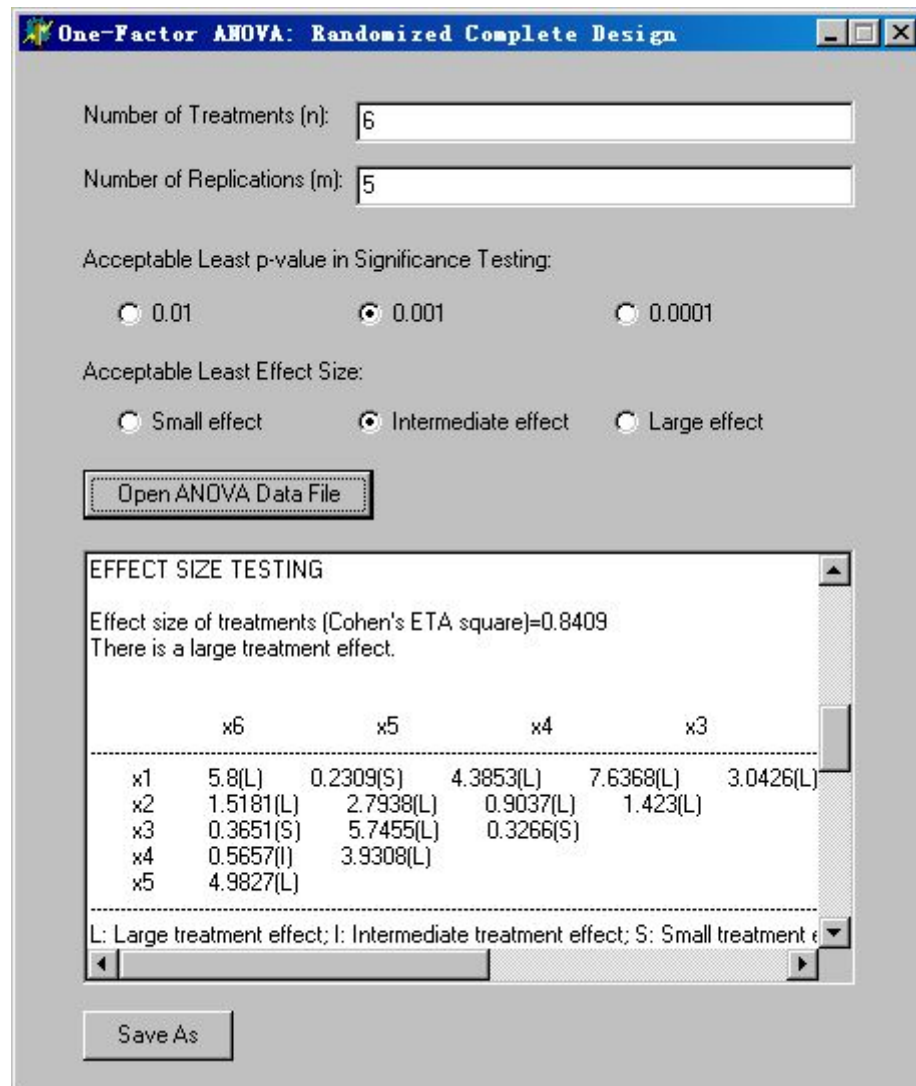 One-Factor ANOVA: Randomized Complete Design
Number of Treatments (n): 6
Number of Replications (m): 5
Acceptable Least p-value in Significance Testing:
0.01 0.001 0.0001
Acceptable Least Effect Size:
Small effect Intermediate effect Large effect
Open ANOVA Data File
EFFECT SIZE TESTING
Effect size of treatments (Cohen's ETA square)=0.8409
There is a large treatment effect.
x6 x5 x4 x3
x1 5.8(L) 0.2309(S) 4.3853(L) 7.6368(L) 3.0426(L)
x2 1.5181(L) 2.7938(L) 0.9037(L) 1.423(L)
x3 0.3651(S) 5.7455(L) 0.3266(S)
x4 0.5657(I) 3.9308(L)
x5 4.9827(L)
L: Large treatment effect; I: Intermediate treatment effect; S: Small treatment
Save As